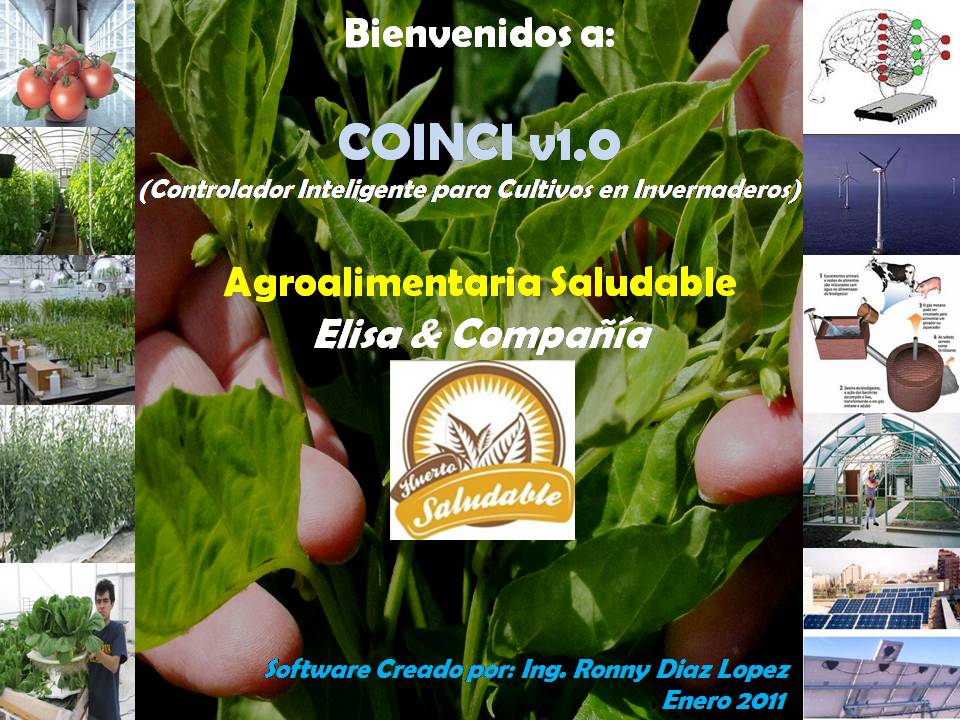 Bienvenidos a:
COINCI v1.0
(Controlador Inteligente para Cultivos en Invernaderos)
Agroalimentaria Saludable
Elisa & Compañía
Huerto
Saludable
Software Creado por: Ing. Ronny Diaz Lopez
Enero 2011